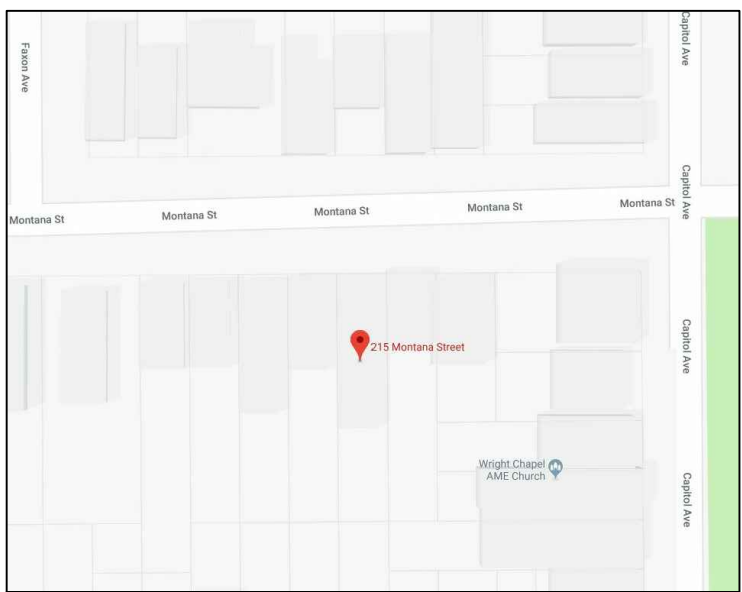 Faxon Ave
Capitol Ave
Capitol Ave
Montana St
Montana St
Montana St
Montana St
Montana St
215 Montana Street
Capitol Ave
Wright Chapel
AME Church
Capitol Ave